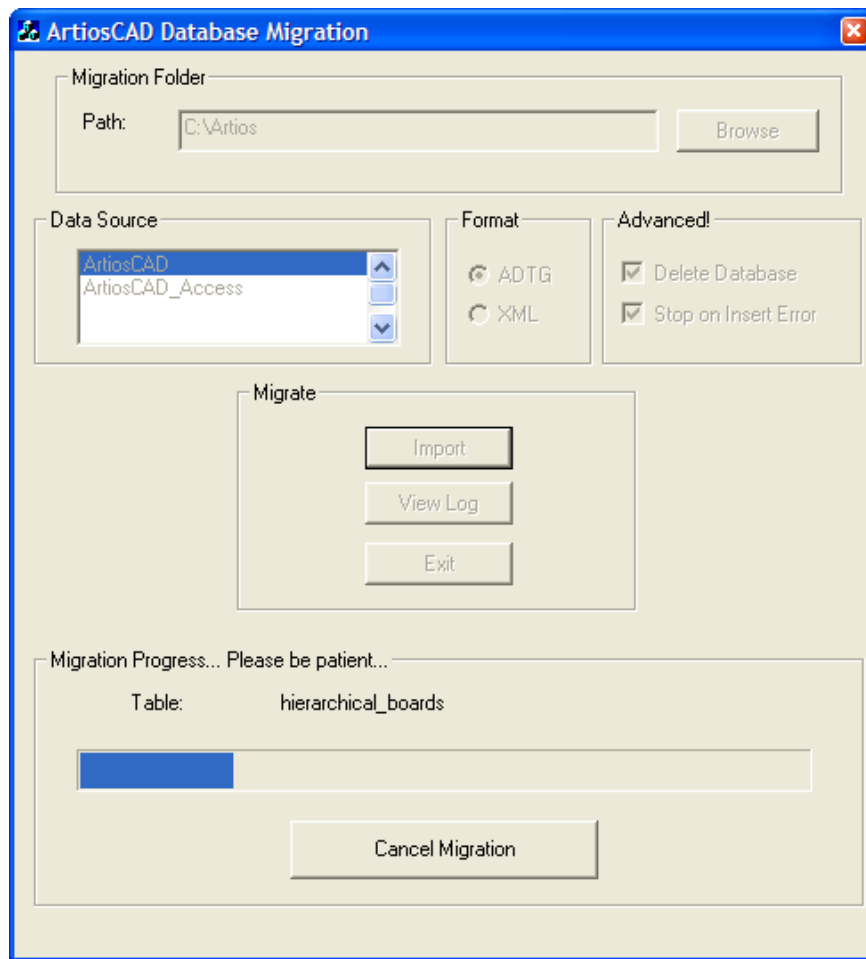 ArtiosCAD Database Migration
Migration Folder
Path:
C:\Artios
Browse
Data Source
ArtiosCAD
ArtiosCAD_Access
Format
ADTG
XML
Advanced!
Delete Database
Stop on Insert Error
Migrate
Import
View Log
Exit
Migration Progress... Please be patient...
Table: hierarchical_boards
Cancel Migration